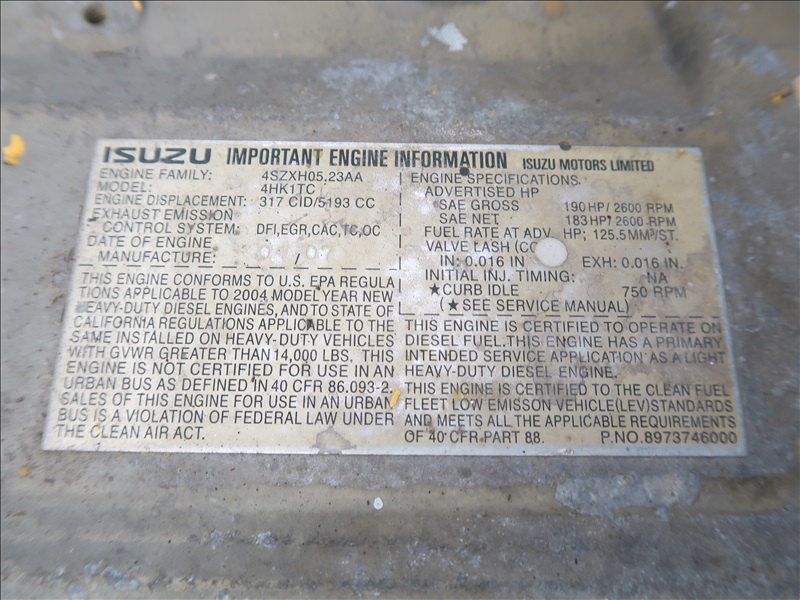 ISUZU IMPORTANT ENGINE INFORMATION ISUZU MOTORS LIMITED
ENGINE FAMILY: 4SZXH05.23AA
MODEL: 4HK1TC
ENGINE DISPLACEMENT: 317 CID/5193 CC
EXHAUST EMISSION
CONTROL SYSTEM: DFI,EGR,CAC,TC,OC
DATE OF ENGINE
MANUFACTURE: /
THIS ENGINE CONFORMS TO U.S. EPA REGULA
TIONS APPLICABLE TO 2004 MODEL YEAR NEW
HEAVY-DUTY DIESEL ENGINES, AND TO STATE OF
CALIFORNIA REGULATIONS APPLICABLE TO THE
SAME INSTALLED ON HEAVY-DUTY VEHICLES
WITH GVWR GREATER THAN 14,000 LBS. THIS
ENGINE IS NOT CERTIFIED FOR USE IN AN
URBAN BUS AS DEFINED IN 40 CFR 86.093-2.
SALES OF THIS ENGINE FOR USE IN AN URBAN
BUS IS A VIOLATION OF FEDERAL LAW UNDER
THE CLEAN AIR ACT.
ENGINE SPECIFICATIONS
ADVERTISED HP
SAE GROSS 190 HP/2600 RPM
SAE NET 183 HP/2600 RPM
FUEL RATE AT ADV. HP; 125.5 MM³/ST.
VALVE LASH
IN: 0.016 IN EXH: 0.016 IN.
INITIAL INJ. TIMING: NA
★CURB IDLE 750 RPM
(★SEE SERVICE MANUAL)
THIS ENGINE IS CERTIFIED TO OPERATE ON
DIESEL FUEL. THIS ENGINE HAS A PRIMARY
INTENDED SERVICE APPLICATION AS A LIGHT
HEAVY-DUTY DIESEL ENGINE.
THIS ENGINE IS CERTIFIED TO THE CLEAN FUEL
FLEET LOW EMISSON VEHICLE(LEV)STANDARDS
AND MEETS ALL THE APPLICABLE REQUIREMENTS
OF 40 CFR PART 88. P.NO.8973746000